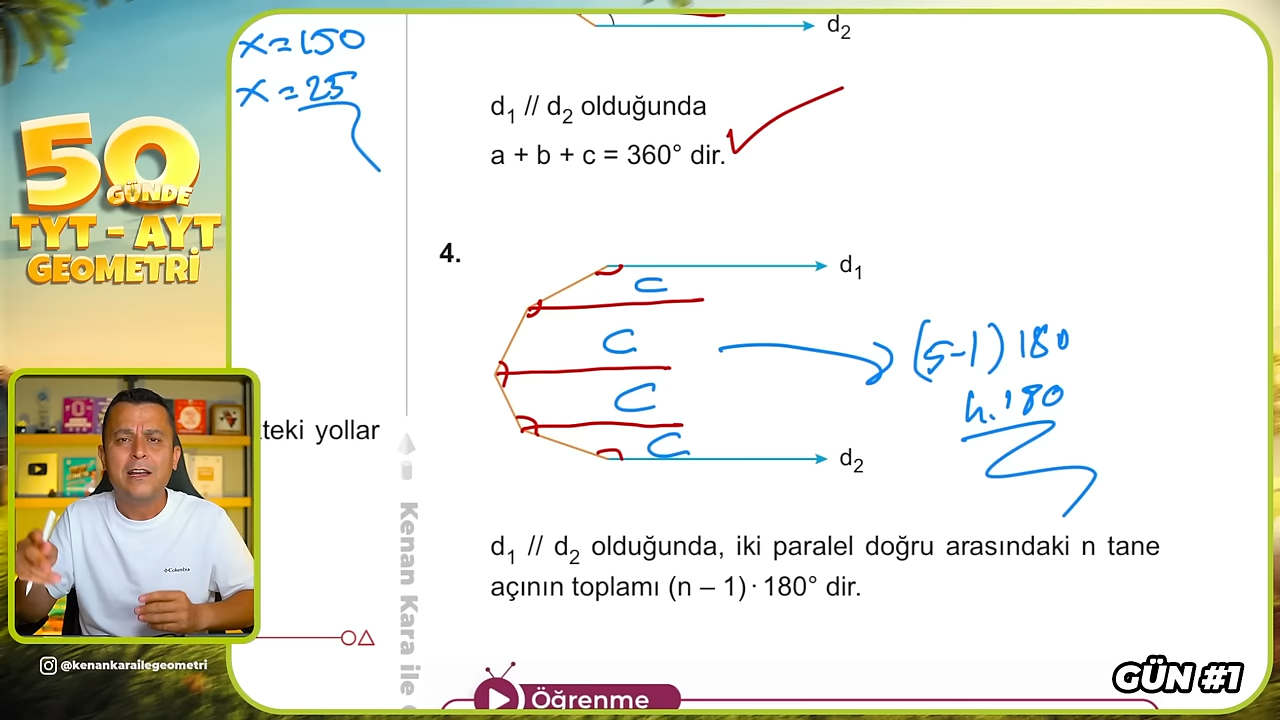 50
GÜNDE
TYT - AYT
GEOMETRİ
x=150
x=25
d2
d1 // d2 olduğunda
a + b + c = 360° dir.
4.
d1
C
C
C
C
d2
(5-1) 180
4.180
teki yollar
Kenan Kara ile
d1 // d2 olduğunda, iki paralel doğru arasındaki n tane
açının toplamı (n – 1) · 180° dir.
Columbia
@kenankarailegeometri
Öğrenme
GÜN #1